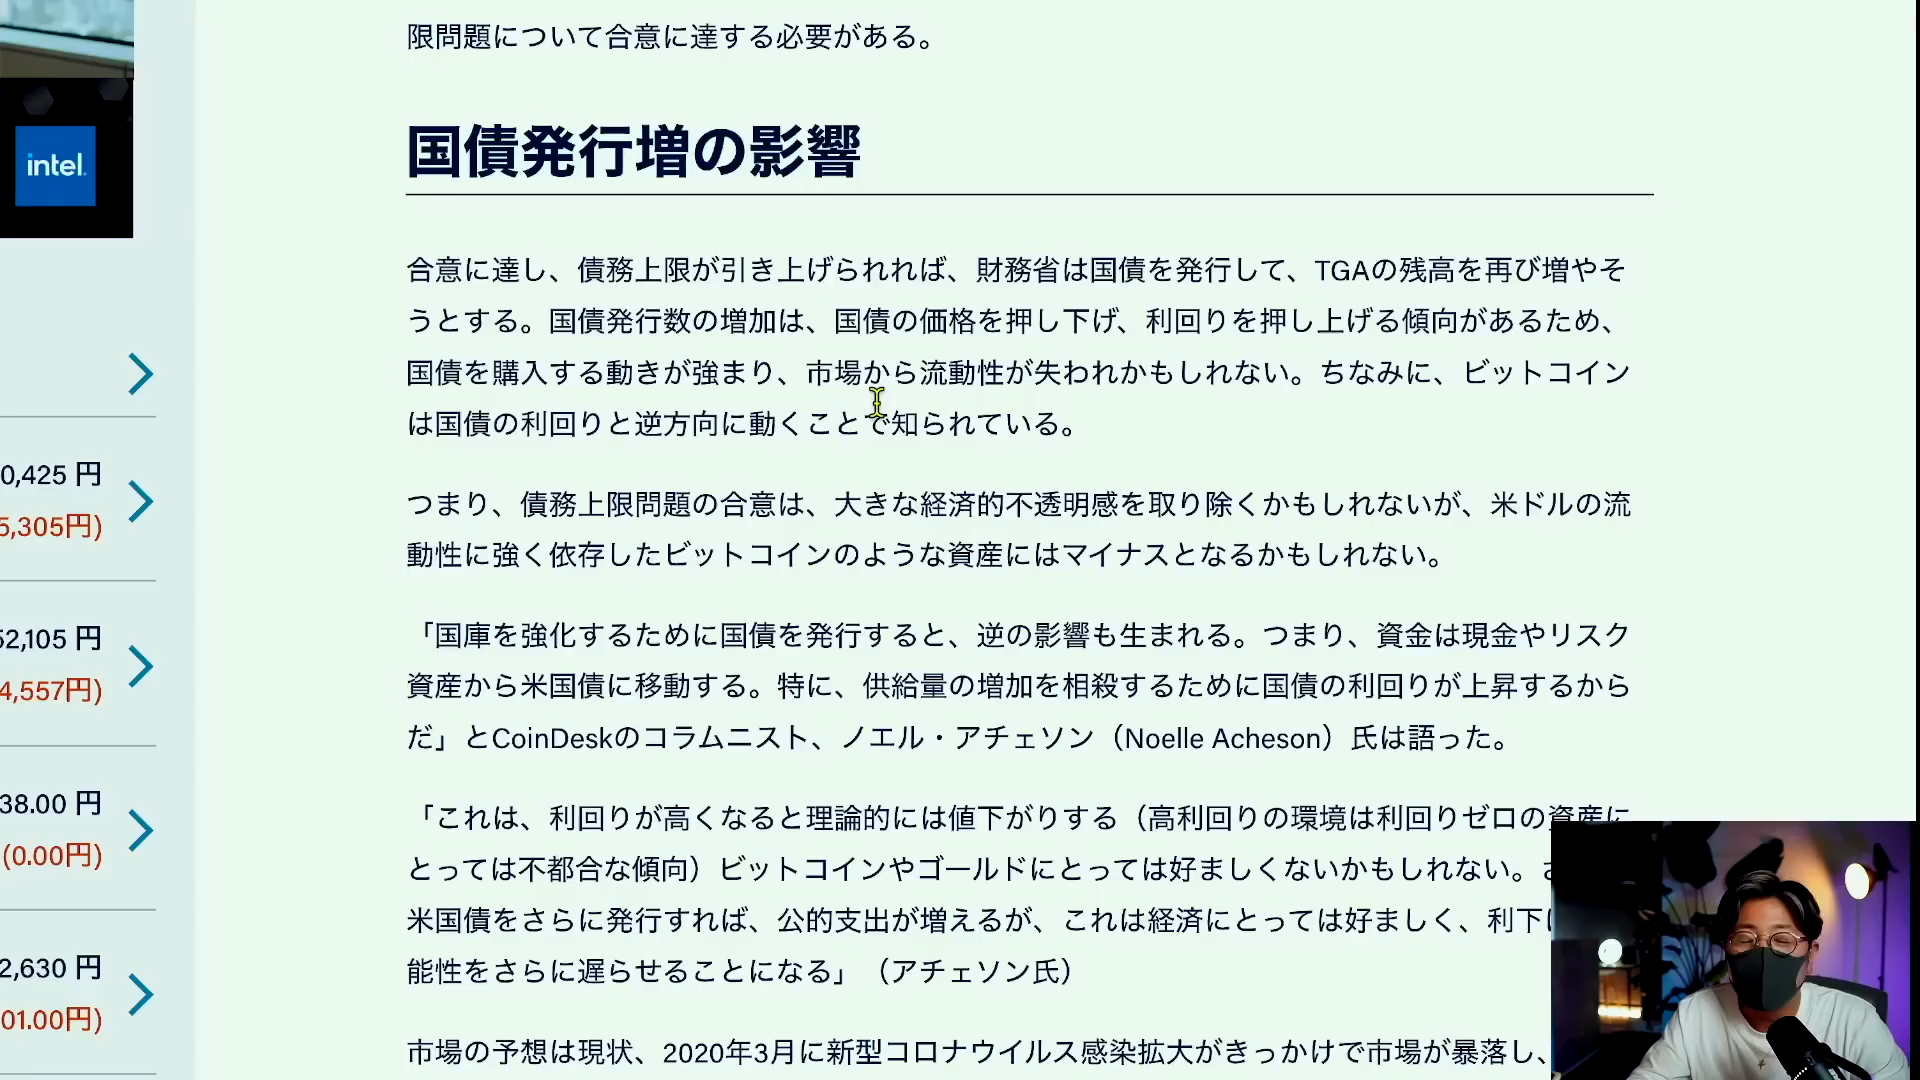 限問題について合意に達する必要がある。
intel.
国債発行増の影響
合意に達し、債務上限が引き上げられれば、財務省は国債を発行して、TGAの残高を再び増やそ
うとする。国債発行数の増加は、国債の価格を押し下げ、利回りを押し上げる傾向があるため、
国債を購入する動きが強まり、市場から流動性が失われかもしれない。ちなみに、ビットコイン
は国債の利回りと逆方向に動くことで知られている。
つまり、債務上限問題の合意は、大きな経済的不透明感を取り除くかもしれないが、米ドルの流
動性に強く依存したビットコインのような資産にはマイナスとなるかもしれない。
「国庫を強化するために国債を発行すると、逆の影響も生まれる。つまり、資金は現金やリスク
資産から米国債に移動する。特に、供給量の増加を相殺するために国債の利回りが上昇するから
だ」とCoinDeskのコラムニスト、ノエル・アチェソン（Noelle Acheson）氏は語った。
「これは、利回りが高くなると理論的には値下がりする（高利回りの環境は利回りゼロの資産に
とっては不都合な傾向）ビットコインやゴールドにとっては好ましくないかもしれない。
米国債をさらに発行すれば、公的支出が増えるが、これは経済にとっては好ましく、利下
能性をさらに遅らせることになる」（アチェソン氏）
市場の予想は現状、2020年3月に新型コロナウイルス感染拡大がきっかけで市場が暴落し、
0,425 円
5,305円)
52,105 円
4,557円)
38.00 円
(0.00円)
2,630 円
01.00円)